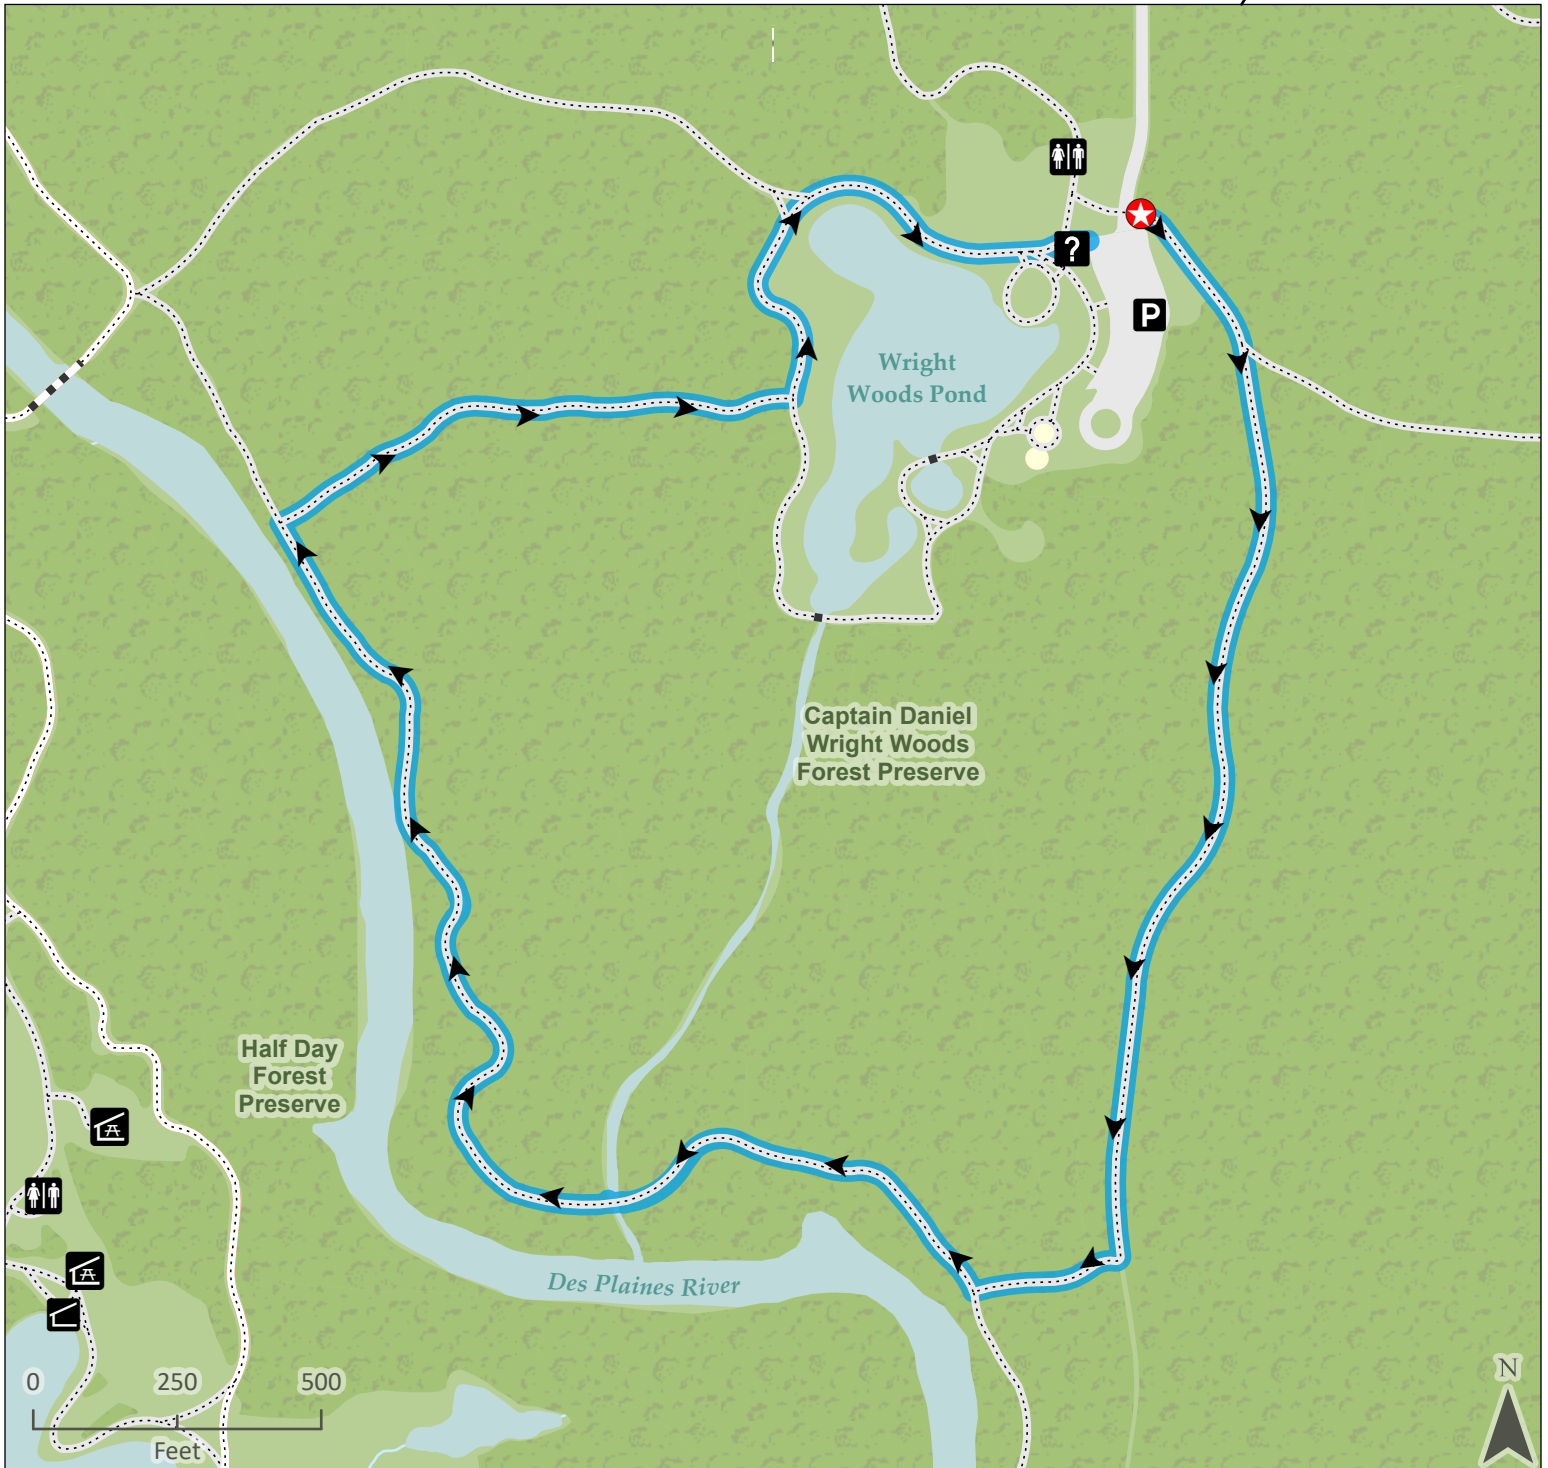 ?
P
Wright
Woods Pond
Captain Daniel
Wright Woods
Forest Preserve
Half Day
Forest
Preserve
Des Plaines River
0 250 500
Feet
N